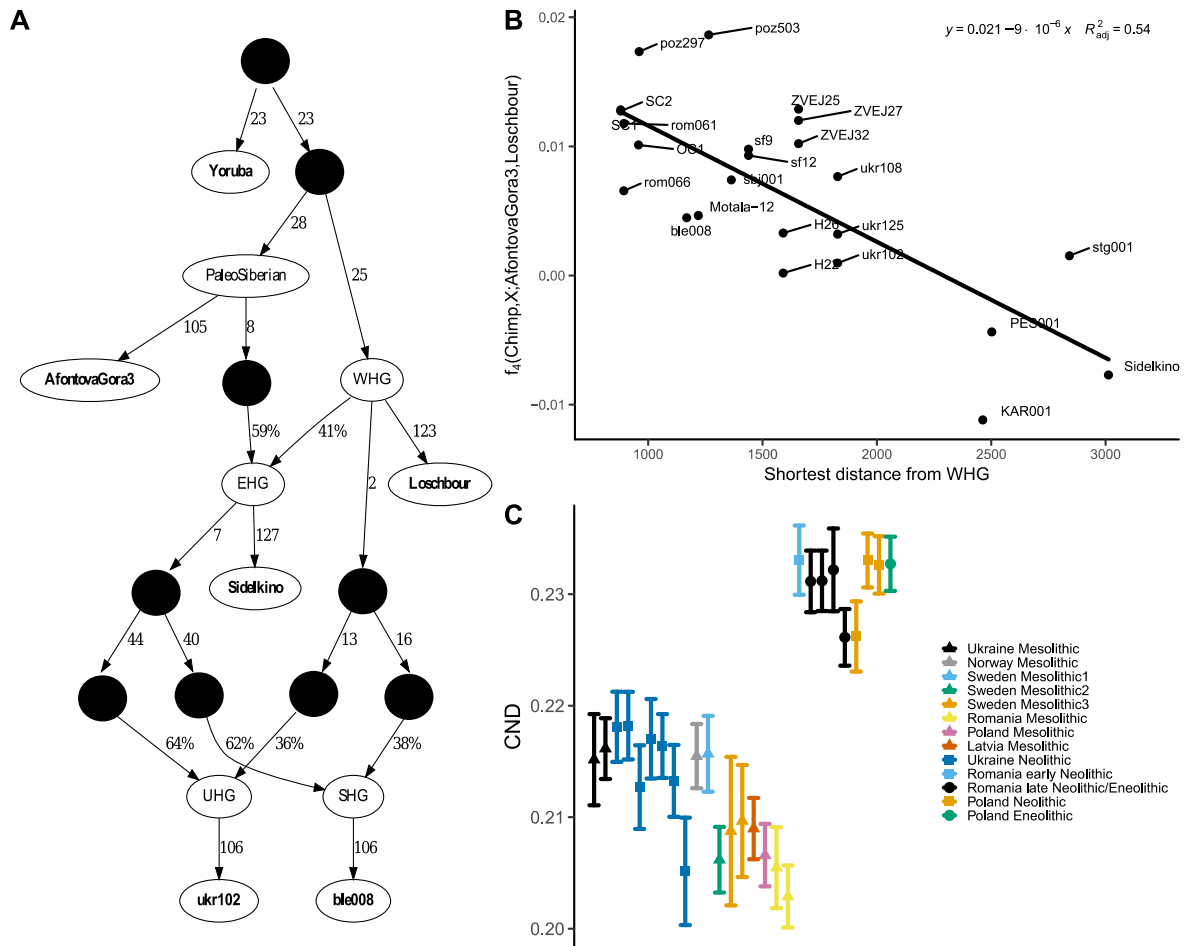 A
23
23
Yoruba
28
PaleoSiberian
25
105
8
AfontovaGora3
WHG
59%
41%
123
EHG
Loschbour
2
7
127
Sidelkino
44
40
13
16
64%
62%
36%
38%
UHG
SHG
106
106
ukr102
ble008
B
f4(Chimp,X;AfontovaGora3,Loschbour)
0.02
0.01
0.00
−0.01
y = 0.021 −9· 10−6 x R2adj = 0.54
poz297
poz503
SC2
SC1
rom061
OC1
rom066
ZVEJ25
ZVEJ27
ZVEJ32
sf9
sf12
sbj001
ukr108
Motala−12
ble008
H26
ukr125
H22
ukr102
stg001
PES001
Sidelkino
KAR001
1000
1500
2000
2500
3000
Shortest distance from WHG
C
CND
0.23
0.22
0.21
0.20
Ukraine Mesolithic
Norway Mesolithic
Sweden Mesolithic1
Sweden Mesolithic2
Sweden Mesolithic3
Romania Mesolithic
Poland Mesolithic
Latvia Mesolithic
Ukraine Neolithic
Romania early Neolithic
Romania late Neolithic/Eneolithic
Poland Neolithic
Poland Eneolithic